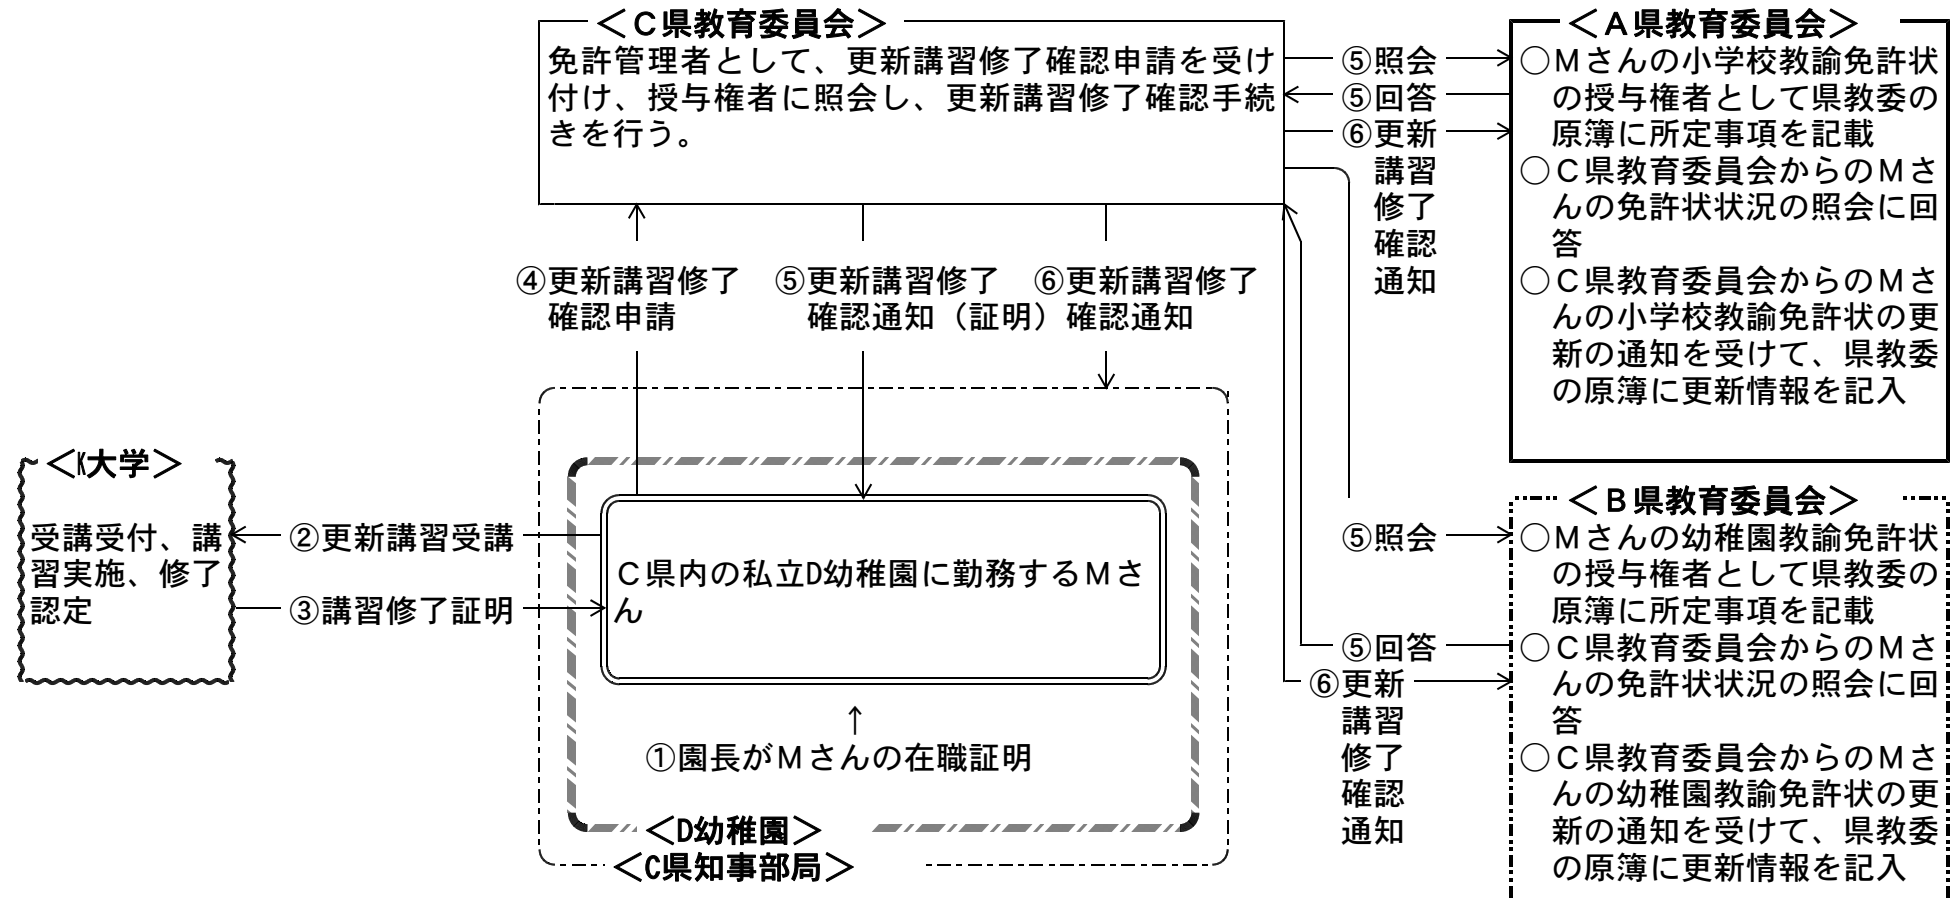 ＜Ｃ県教育委員会＞
免許管理者として、更新講習修了確認申請を受け
付け、授与権者に照会し、更新講習修了確認手続
きを行う。
⑤照会
⑤回答
⑥更新
講習
修了
確認
通知
＜Ａ県教育委員会＞
○Ｍさんの小学校教諭免許状
の授与権者として県教委の
原簿に所定事項を記載
○Ｃ県教育委員会からのＭさ
んの免許状状況の照会に回
答
○Ｃ県教育委員会からのＭさ
んの小学校教諭免許状の更
新の通知を受けて、県教委
の原簿に更新情報を記入
④更新講習修了
確認申請
⑤更新講習修了
確認通知（証明）
⑥更新講習修了
確認通知
＜K大学＞
受講受付、講
習実施、修了
認定
②更新講習受講
③講習修了証明
Ｃ県内の私立D幼稚園に勤務するＭさ
ん
①園長がＭさんの在職証明
＜D幼稚園＞
＜C県知事部局＞
⑤照会
⑤回答
⑥更新
講習
修了
確認
通知
＜Ｂ県教育委員会＞
○Ｍさんの幼稚園教諭免許状
の授与権者として県教委の
原簿に所定事項を記載
○Ｃ県教育委員会からのＭさ
んの免許状状況の照会に回
答
○Ｃ県教育委員会からのＭさ
んの幼稚園教諭免許状の更
新の通知を受けて、県教委
の原簿に更新情報を記入